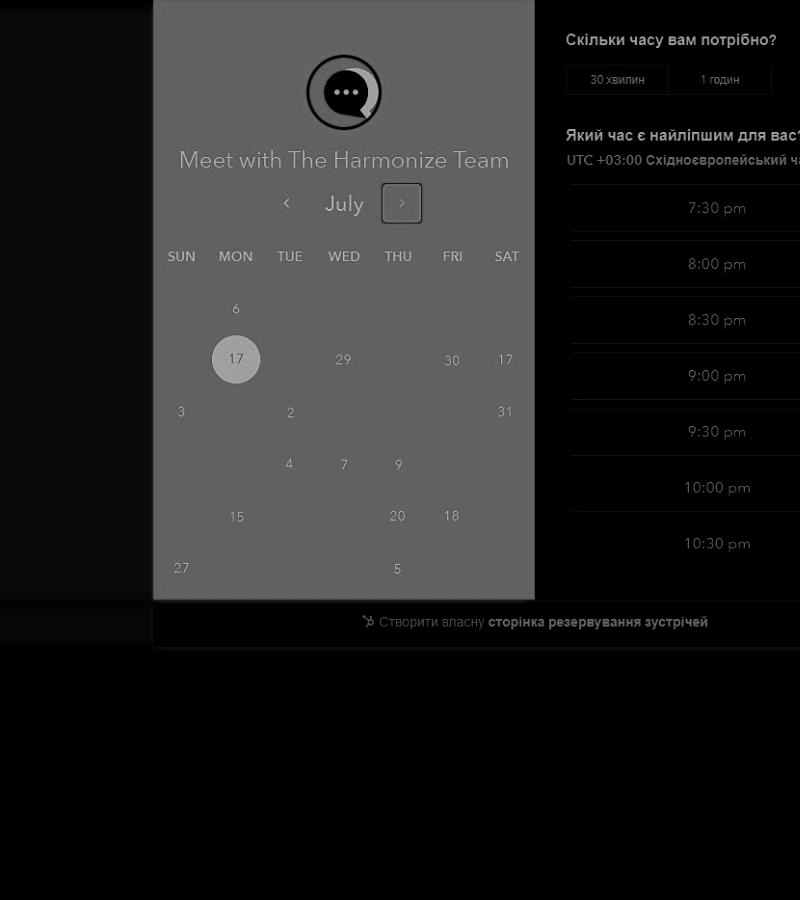 Meet with The Harmonize Team
July
SUN MON TUE WED THU FRI SAT
6
17 29 30 17
3 2 31
4 7 9
15 20 18
27 5
Скільки часу вам потрібно?
30 хвилин 1 годин
Який час є найліпшим для вас?
UTC +03:00 Східноєвропейський ча
7:30 pm
8:00 pm
8:30 pm
9:00 pm
9:30 pm
10:00 pm
10:30 pm
Створити власну сторінка резервування зустрічей